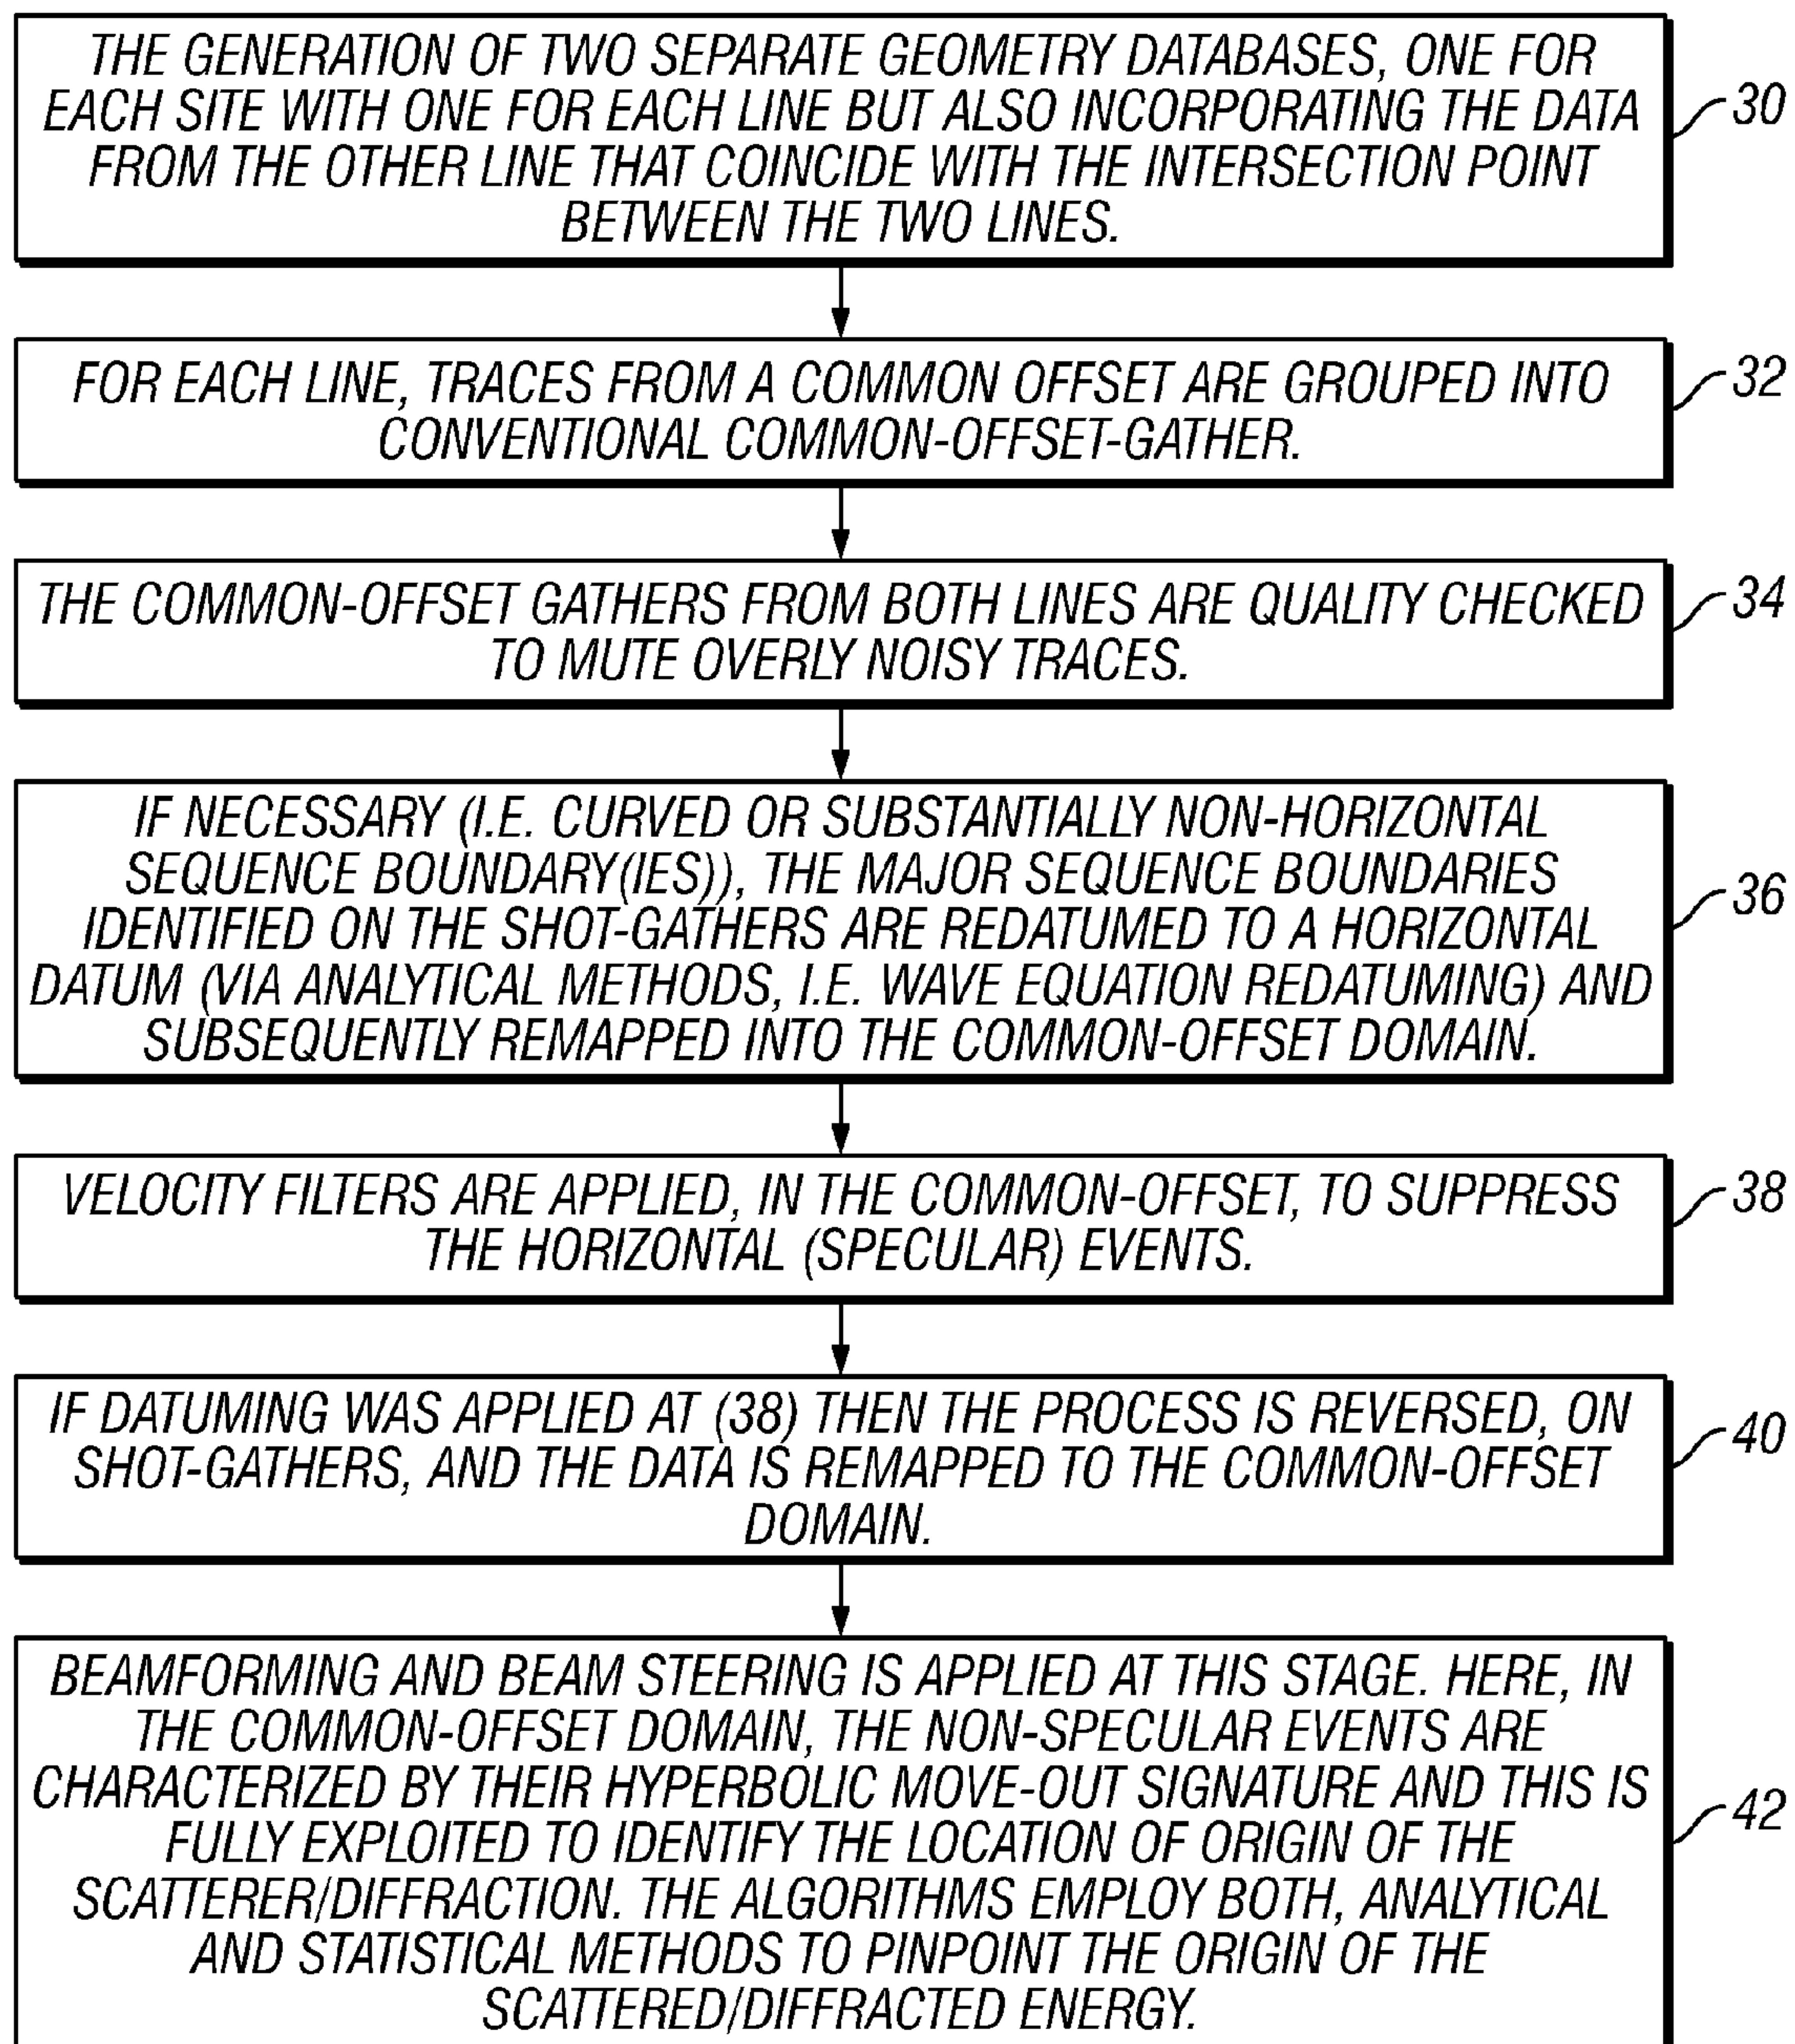 THE GENERATION OF TWO SEPARATE GEOMETRY DATABASES, ONE FOR
EACH SITE WITH ONE FOR EACH LINE BUT ALSO INCORPORATING THE DATA
FROM THE OTHER LINE THAT COINCIDE WITH THE INTERSECTION POINT
BETWEEN THE TWO LINES.
30
FOR EACH LINE, TRACES FROM A COMMON OFFSET ARE GROUPED INTO
CONVENTIONAL COMMON-OFFSET-GATHER.
32
THE COMMON-OFFSET GATHERS FROM BOTH LINES ARE QUALITY CHECKED
TO MUTE OVERLY NOISY TRACES.
34
IF NECESSARY (I.E. CURVED OR SUBSTANTIALLY NON-HORIZONTAL
SEQUENCE BOUNDARY(IES)), THE MAJOR SEQUENCE BOUNDARIES
IDENTIFIED ON THE SHOT-GATHERS ARE REDATUMED TO A HORIZONTAL
DATUM (VIA ANALYTICAL METHODS, I.E. WAVE EQUATION REDATUMING) AND
SUBSEQUENTLY REMAPPED INTO THE COMMON-OFFSET DOMAIN.
36
VELOCITY FILTERS ARE APPLIED, IN THE COMMON-OFFSET, TO SUPPRESS
THE HORIZONTAL (SPECULAR) EVENTS.
38
IF DATUMING WAS APPLIED AT (38) THEN THE PROCESS IS REVERSED, ON
SHOT-GATHERS, AND THE DATA IS REMAPPED TO THE COMMON-OFFSET
DOMAIN.
40
BEAMFORMING AND BEAM STEERING IS APPLIED AT THIS STAGE. HERE, IN
THE COMMON-OFFSET DOMAIN, THE NON-SPECULAR EVENTS ARE
CHARACTERIZED BY THEIR HYPERBOLIC MOVE-OUT SIGNATURE AND THIS IS
FULLY EXPLOITED TO IDENTIFY THE LOCATION OF ORIGIN OF THE
SCATTERER/DIFFRACTION. THE ALGORITHMS EMPLOY BOTH, ANALYTICAL
AND STATISTICAL METHODS TO PINPOINT THE ORIGIN OF THE
SCATTERED/DIFFRACTED ENERGY.
42